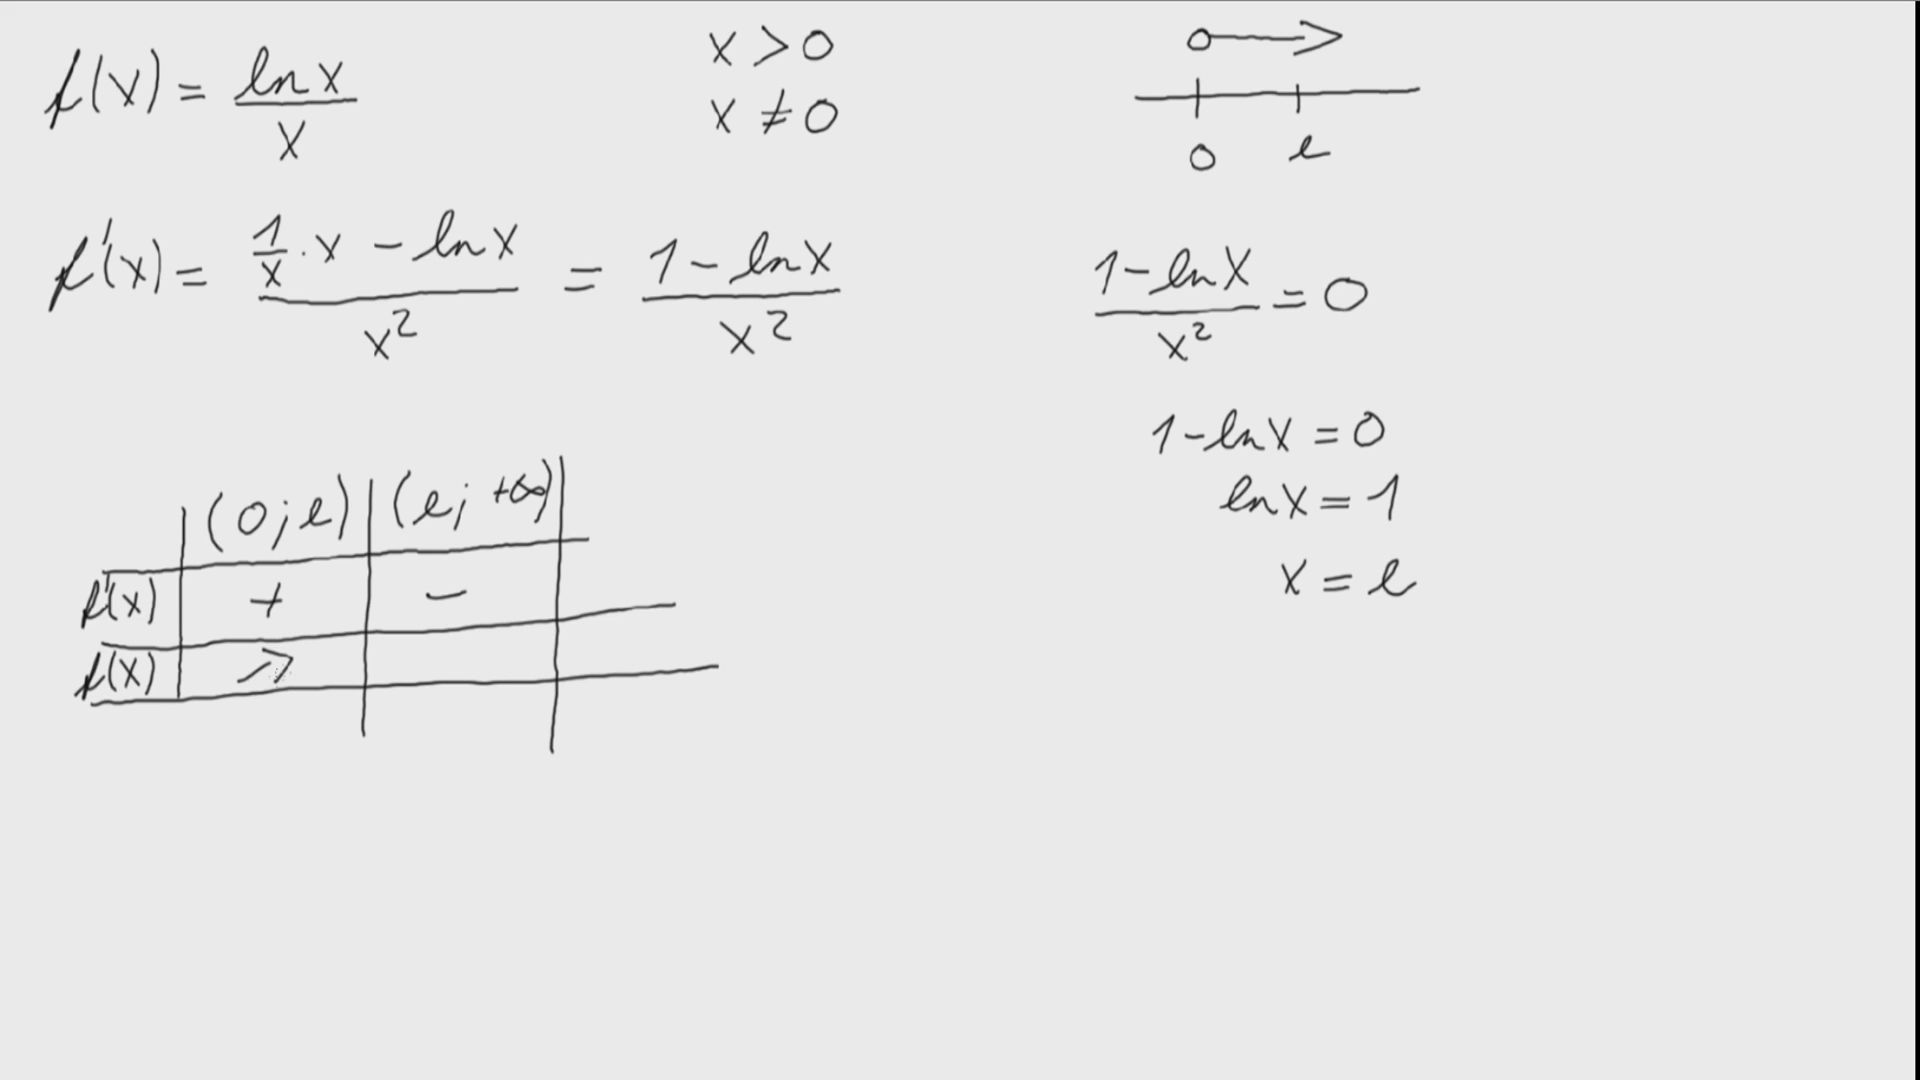 f(x) = ln x / x
x > 0
x ≠ 0
0 e
f'(x) = (1/x · x − ln x) / x² = (1 − ln x) / x²
(1 − ln x) / x² = 0
1 − ln x = 0
ln x = 1
x = e
(0; e) (e; +∞)
f'(x) + −
f(x) ↗